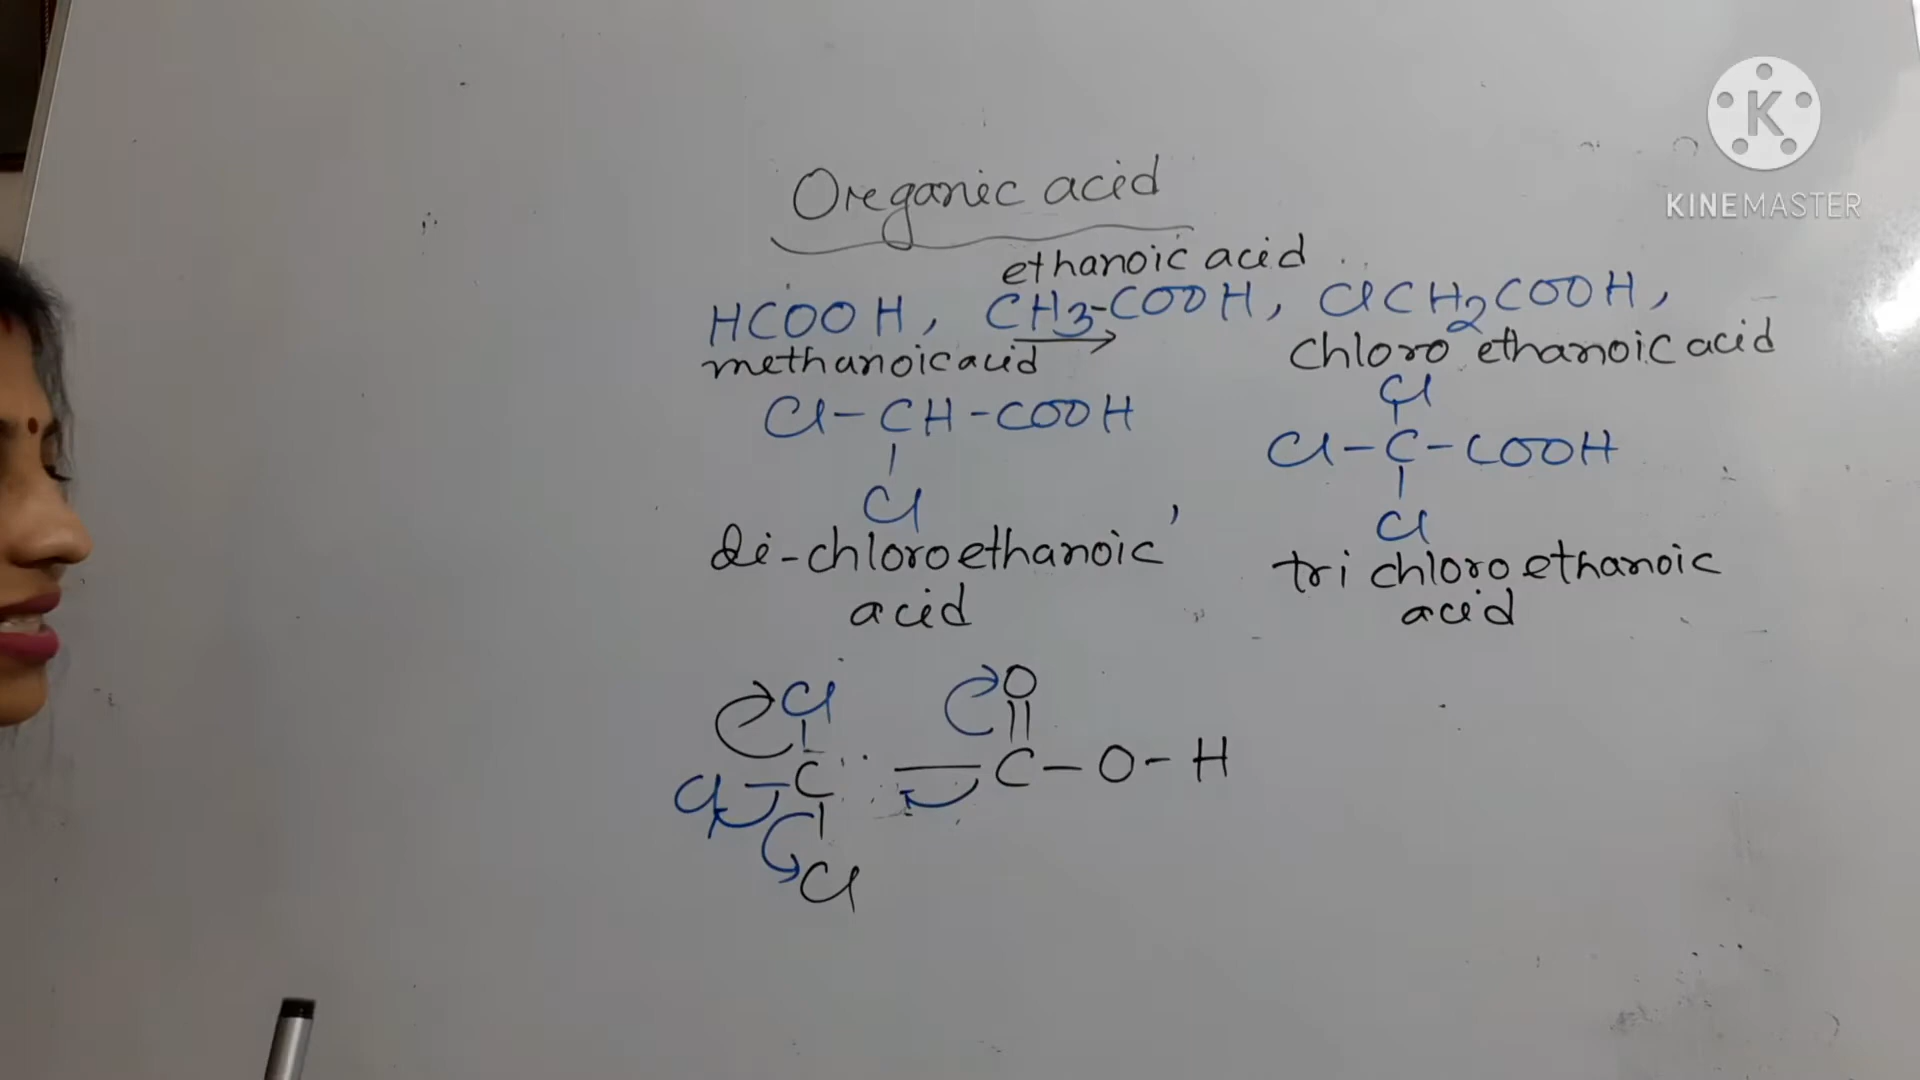 KINEMASTER
Oreganic acid
ethanoic acid
HCOOH, CH3-COOH, ClCH2COOH,
methanoic acid chloro ethanoic acid
Cl
Cl-CH-COOH Cl-C-COOH
Cl Cl
di-chloroethanoic, tri chloro ethanoic
acid acid
Cl O
Cl-C C-O-H
Cl